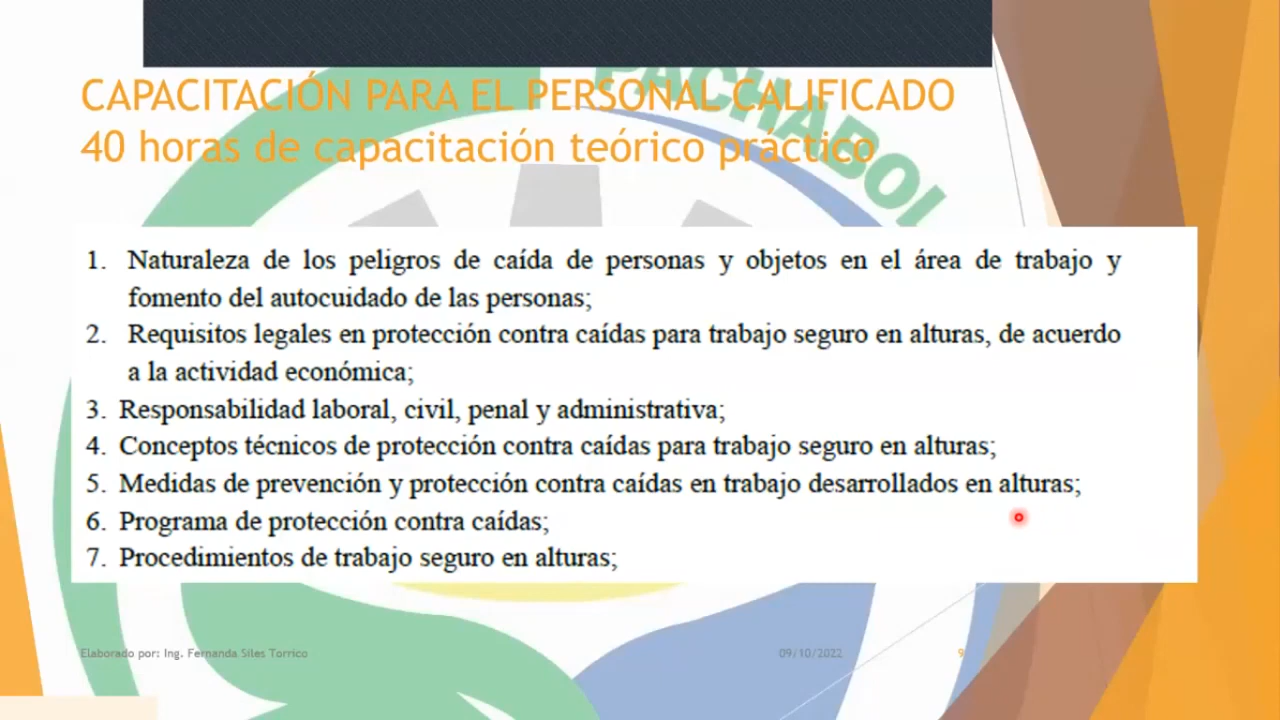 PACHABOL
CAPACITACIÓN PARA EL PERSONAL CALIFICADO
40 horas de capacitación teórico práctico
1. Naturaleza de los peligros de caída de personas y objetos en el área de trabajo y
fomento del autocuidado de las personas;
2. Requisitos legales en protección contra caídas para trabajo seguro en alturas, de acuerdo
a la actividad económica;
3. Responsabilidad laboral, civil, penal y administrativa;
4. Conceptos técnicos de protección contra caídas para trabajo seguro en alturas;
5. Medidas de prevención y protección contra caídas en trabajo desarrollados en alturas;
6. Programa de protección contra caídas;
7. Procedimientos de trabajo seguro en alturas;
Elaborado por: Ing. Fernanda Siles Torrico
09/10/2022
9